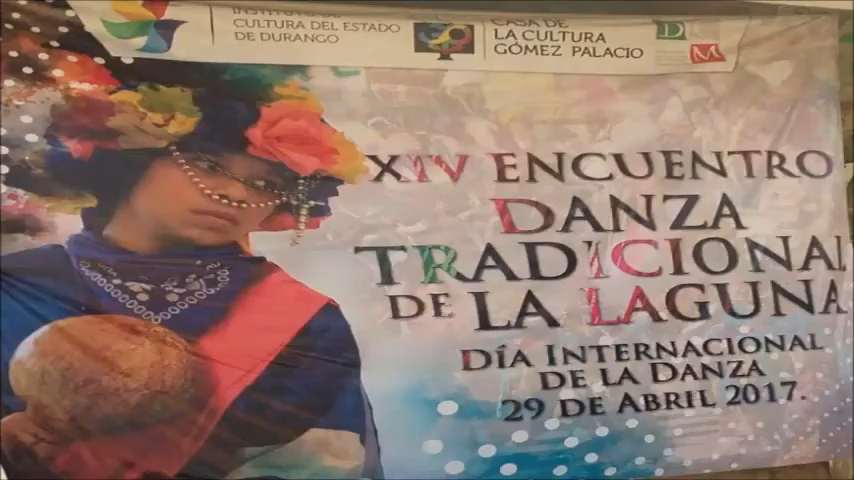 INSTITUTO DE
CULTURA DEL ESTADO
DE DURANGO
CASA DE
LA CULTURA
GÓMEZ PALACIO
D
M
XIV ENCUENTRO
DANZA
TRADICIONAL
DE LA LAGUNA
DÍA INTERNACIONAL
DE LA DANZA
29 DE ABRIL 2017.